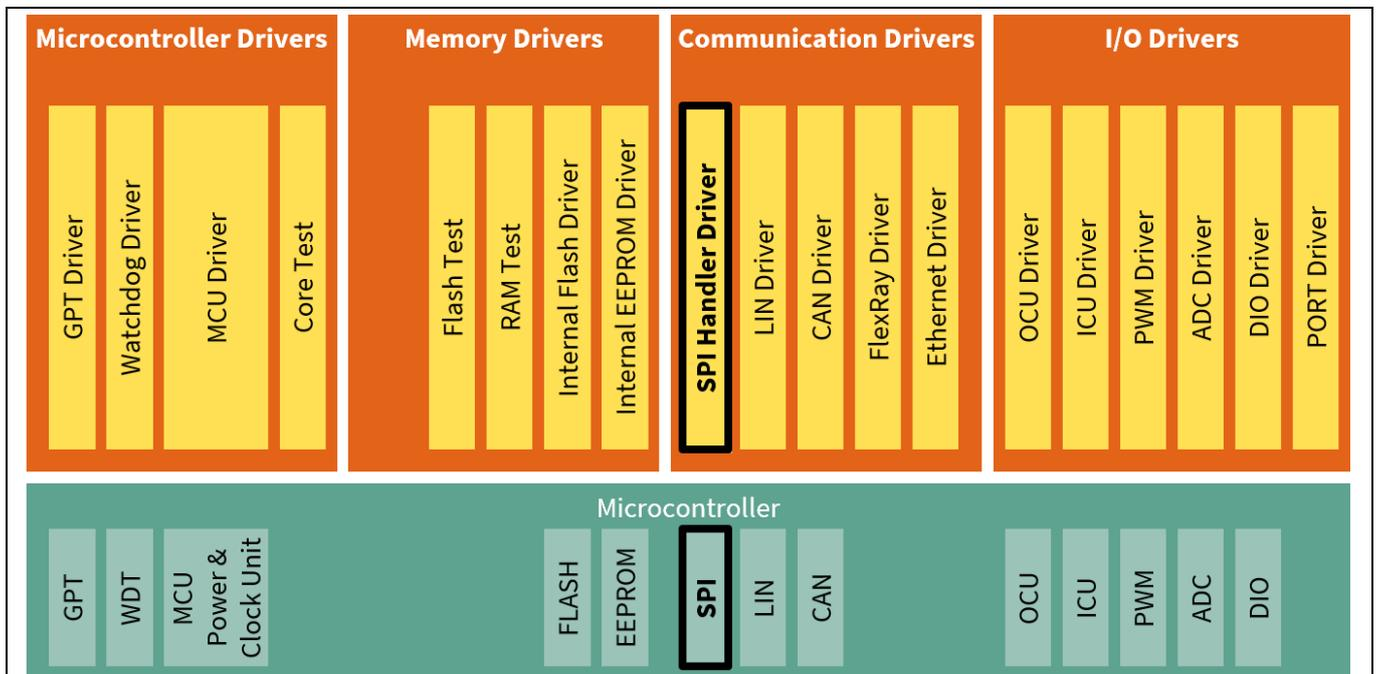 Microcontroller Drivers
Memory Drivers
Communication Drivers
I/O Drivers
GPT Driver
Watchdog Driver
MCU Driver
Core Test
Flash Test
RAM Test
Internal Flash Driver
Internal EEPROM Driver
SPI Handler Driver
LIN Driver
CAN Driver
FlexRay Driver
Ethernet Driver
OCU Driver
ICU Driver
PWM Driver
ADC Driver
DIO Driver
PORT Driver
Microcontroller
GPT
WDT
MCU
Power &
Clock Unit
FLASH
EEPROM
SPI
LIN
CAN
OCU
ICU
PWM
ADC
DIO